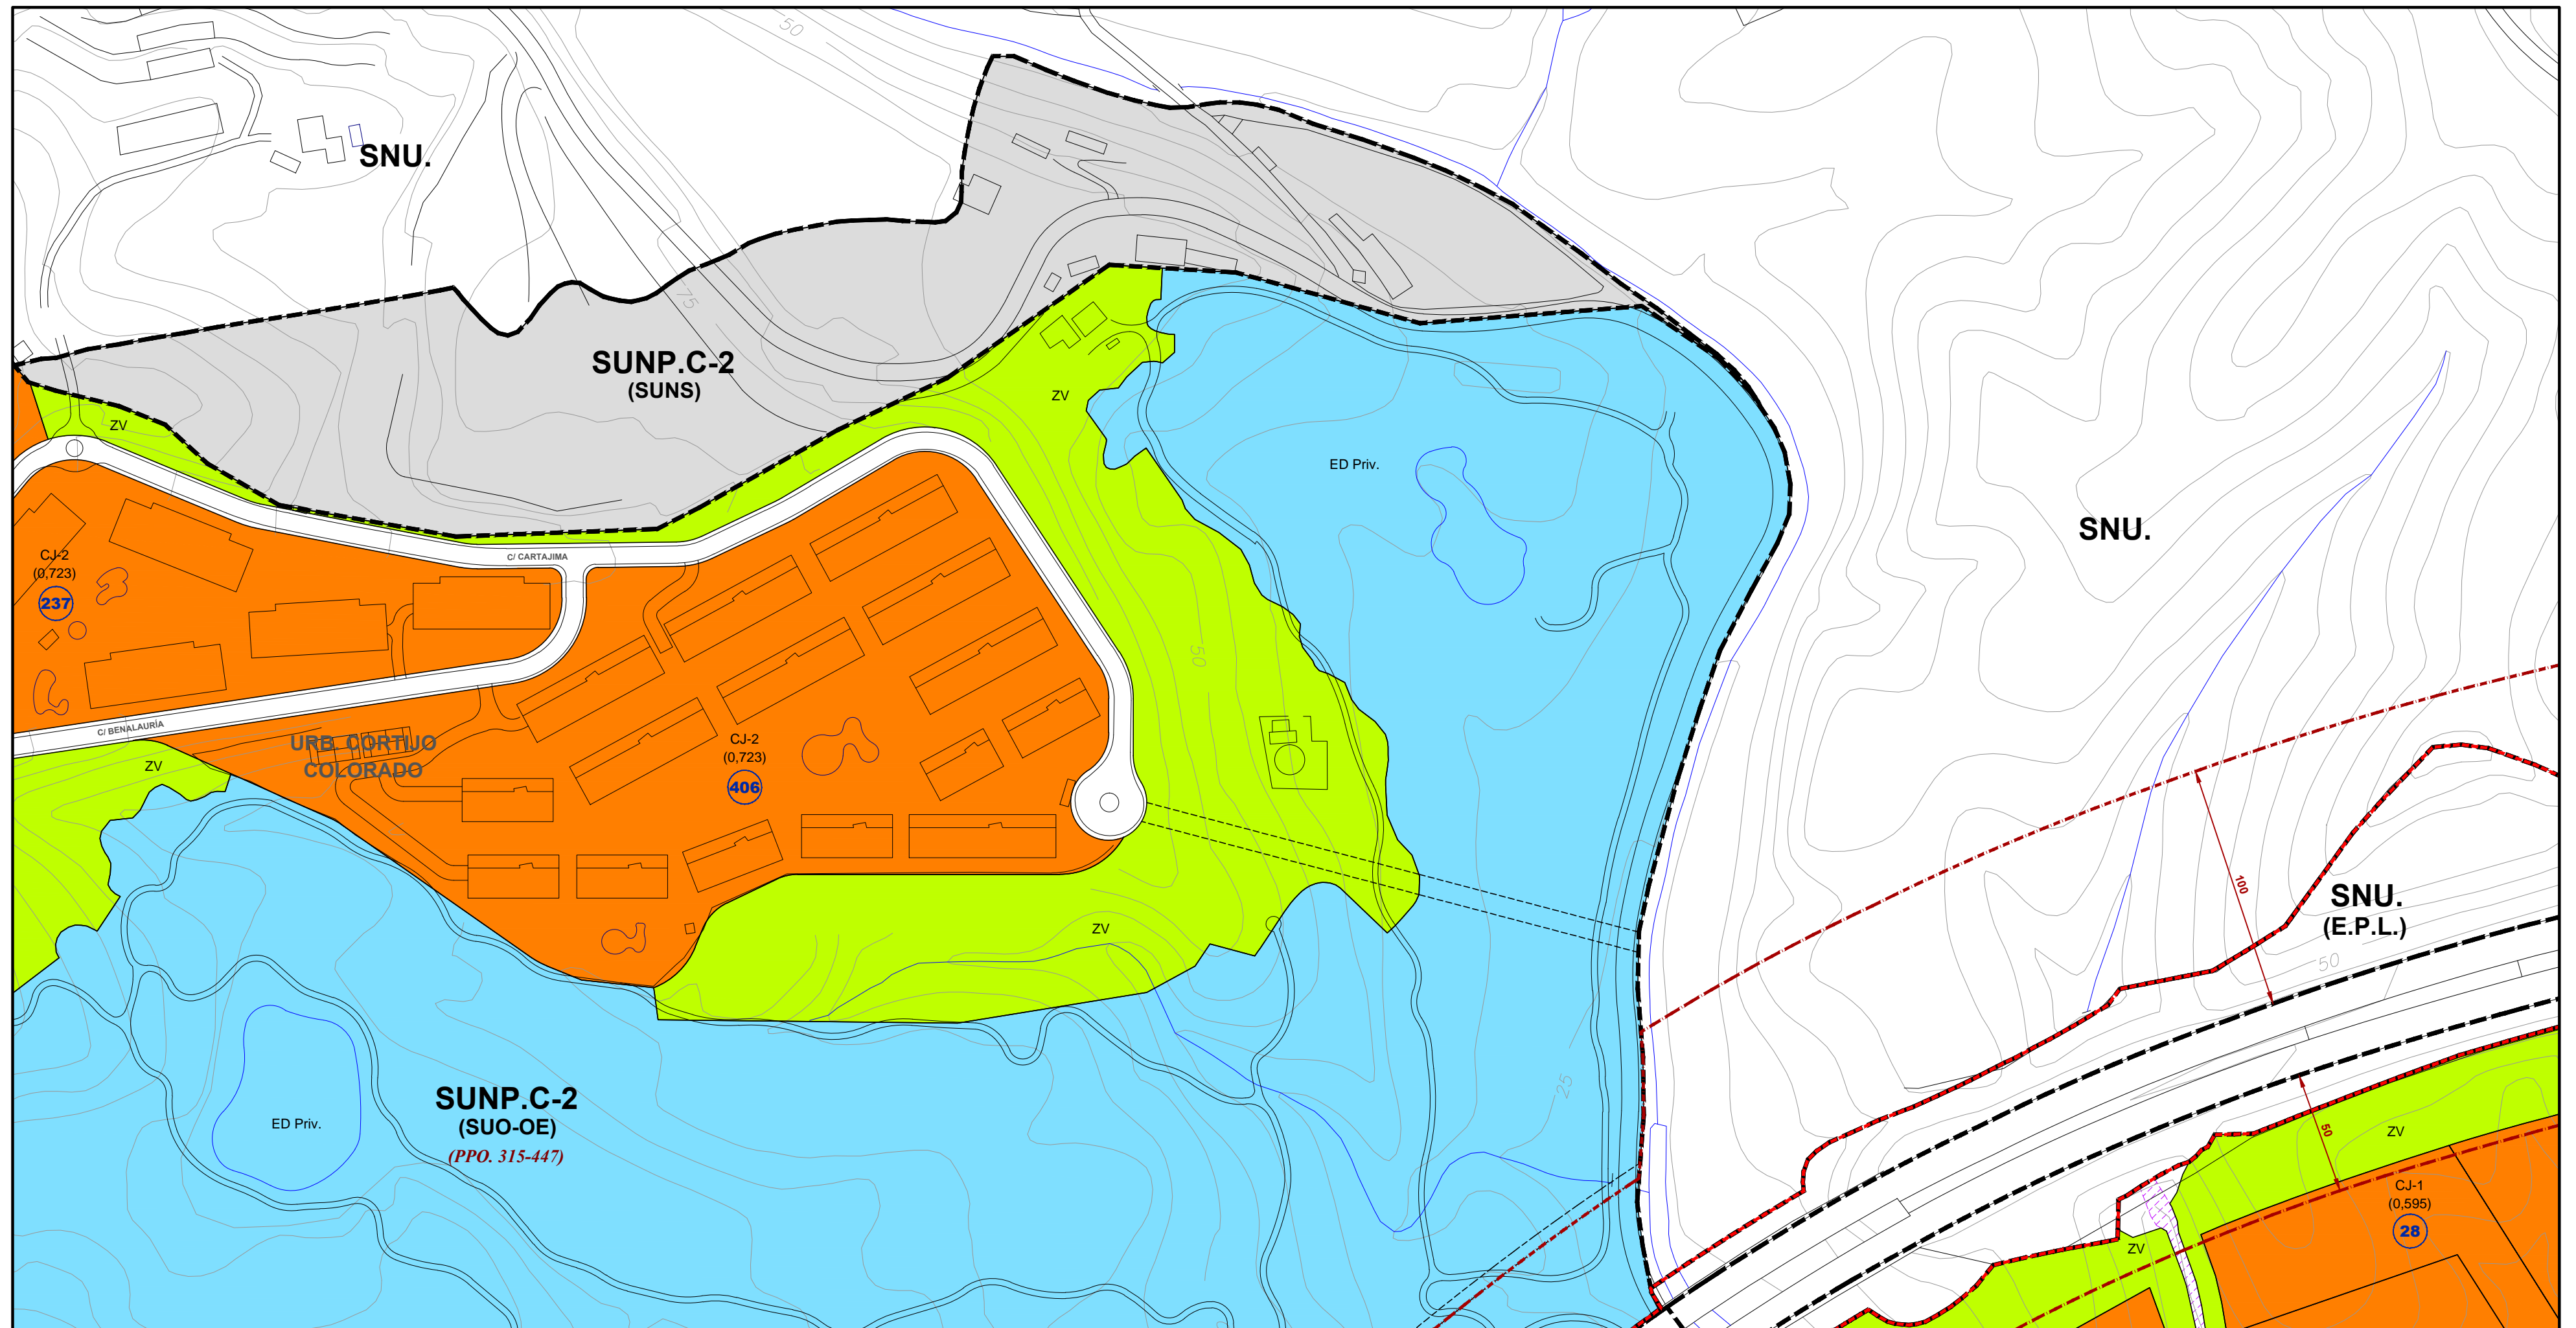 50
SNU.
75
SUNP.C-2
(SUNS)
ZV
ZV
ED Priv.
SNU.
C/ CARTAJIMA
CJ-2
(0,723)
237
50
C/ BENALAURÍA
URB. CORTIJO
COLORADO
CJ-2
(0,723)
406
ZV
ZV
100
SNU.
(E.P.L.)
50
25
SUNP.C-2
(SUO-OE)
(PPO. 315-447)
ED Priv.
50
ZV
CJ-1
(0,595)
28
ZV